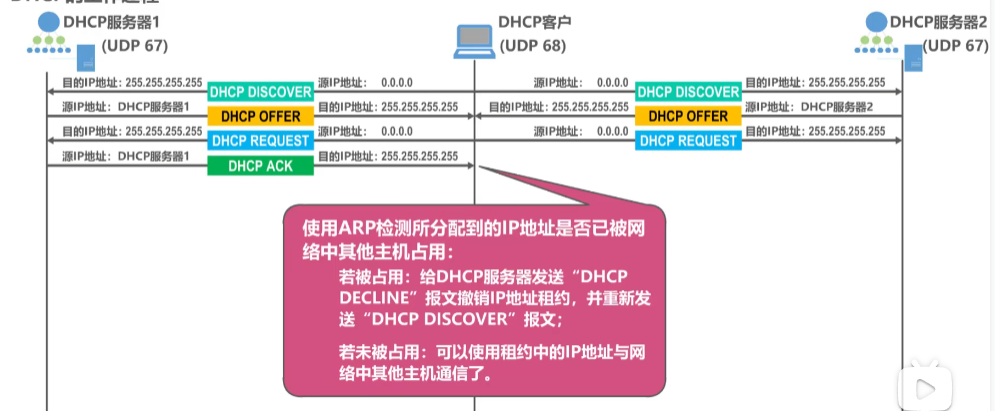 DHCP的工作过程
DHCP服务器1
(UDP 67)
DHCP客户
(UDP 68)
DHCP服务器2
(UDP 67)
目的IP地址：255.255.255.255 DHCP DISCOVER 源IP地址： 0.0.0.0
源IP地址： 0.0.0.0 DHCP DISCOVER 目的IP地址：255.255.255.255
源IP地址：DHCP服务器1 DHCP OFFER 目的IP地址：255.255.255.255
目的IP地址：255.255.255.255 DHCP OFFER 源IP地址：DHCP服务器2
目的IP地址：255.255.255.255 DHCP REQUEST 源IP地址： 0.0.0.0
源IP地址： 0.0.0.0 DHCP REQUEST 目的IP地址：255.255.255.255
源IP地址：DHCP服务器1 DHCP ACK 目的IP地址：255.255.255.255
使用ARP检测所分配到的IP地址是否已被网
络中其他主机占用：
若被占用：给DHCP服务器发送“DHCP
DECLINE”报文撤销IP地址租约，并重新发
送“DHCP DISCOVER”报文；
若未被占用：可以使用租约中的IP地址与网
络中其他主机通信了。